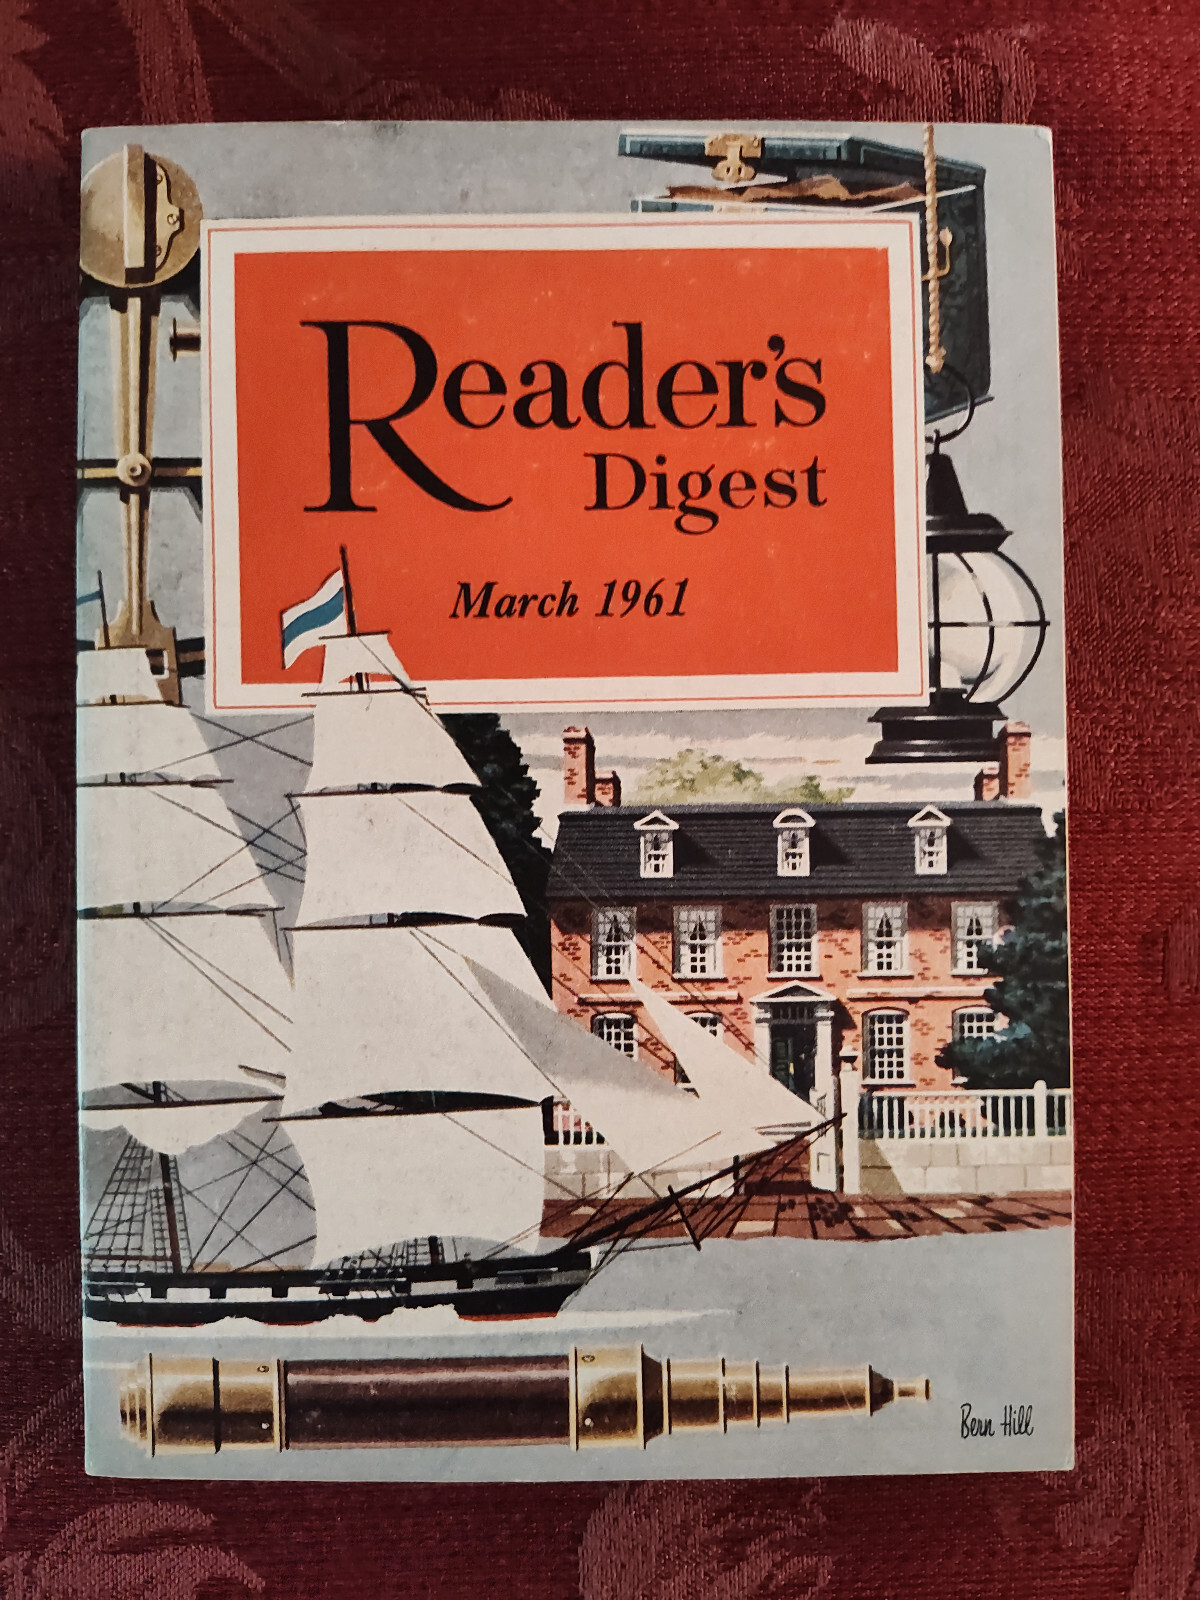 Reader's
Digest
March 1961
Bern Hill